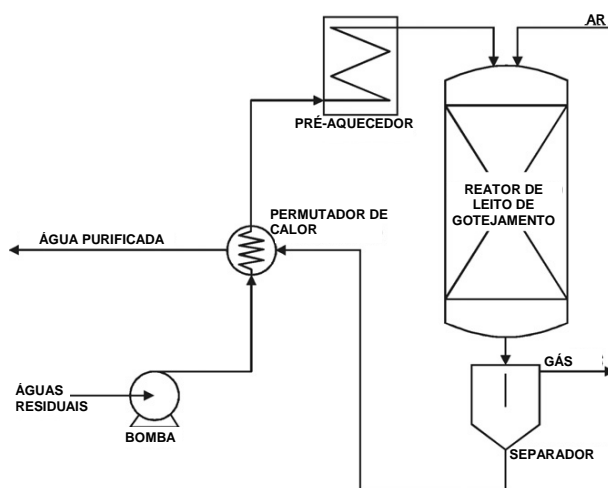 AR
PRÉ-AQUECEDOR
REATOR DE
LEITO DE
GOTEJAMENTO
PERMUTADOR DE
CALOR
ÁGUA PURIFICADA
GÁS
ÁGUAS
RESIDUAIS
BOMBA
SEPARADOR